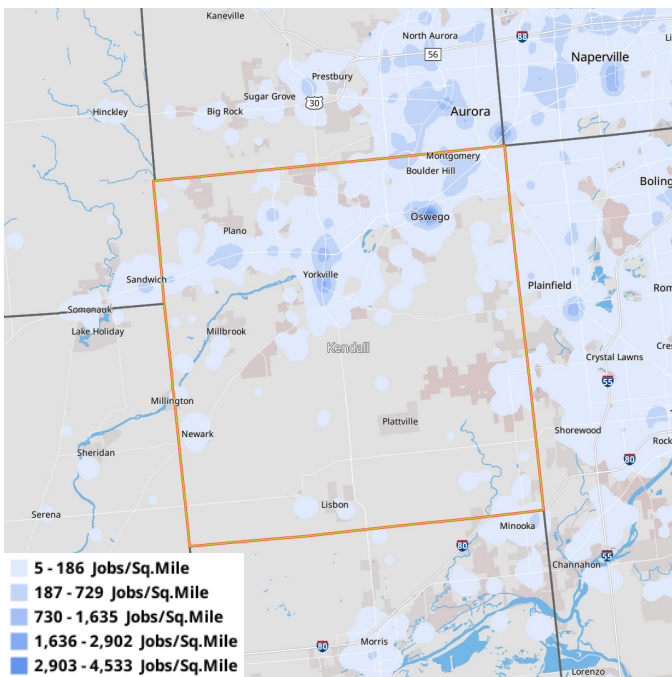 Kaneville
North Aurora
88
Li
56
Naperville
Prestbury
Sugar Grove
30
Hinckley
Big Rock
Aurora
Montgomery
Boulder Hill
Boling
Oswego
Plano
Yorkville
Sandwich
Plainfield
Rom
Somonauk
Lake Holiday
Millbrook
Kendall
Cres
Crystal Lawns
55
Millington
Plattville
Newark
Shorewood
Rock
Sheridan
80
Lisbon
Serena
Minooka
80
55
Channahon
5 - 186 Jobs/Sq.Mile
187 - 729 Jobs/Sq.Mile
730 - 1,635 Jobs/Sq.Mile
1,636 - 2,902 Jobs/Sq.Mile
2,903 - 4,533 Jobs/Sq.Mile
80
Morris
Lorenzo